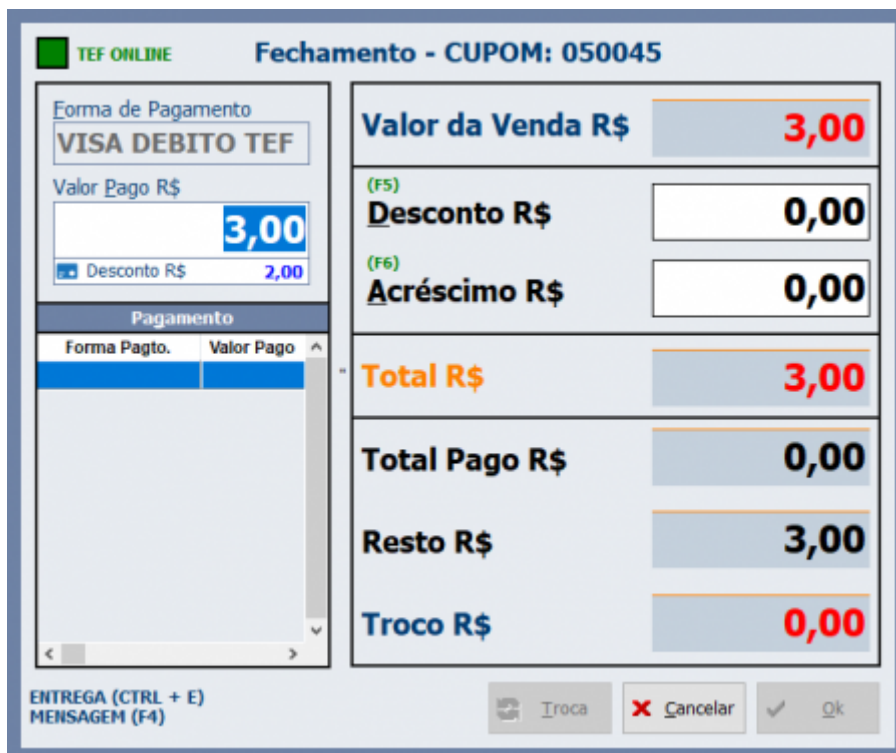 TEF ONLINE
Fechamento - CUPOM: 050045
Forma de Pagamento
VISA DEBITO TEF
Valor Pago R$
3,00
Desconto R$ 2,00
Pagamento
Forma Pagto. Valor Pago
Valor da Venda R$ 3,00
(F5)
Desconto R$ 0,00
(F6)
Acréscimo R$ 0,00
Total R$ 3,00
Total Pago R$ 0,00
Resto R$ 3,00
Troco R$ 0,00
ENTREGA (CTRL + E)
MENSAGEM (F4)
Troca Cancelar Ok